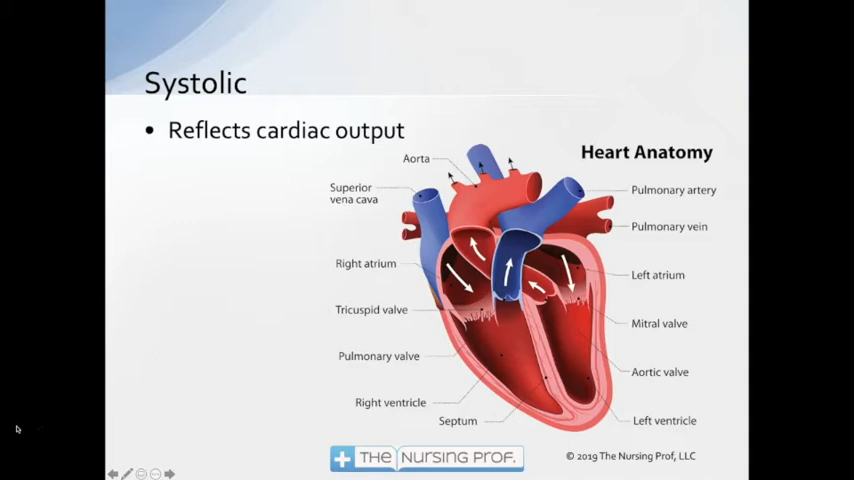 Systolic
• Reflects cardiac output
Heart Anatomy
Aorta
Superior
vena cava
Right atrium
Tricuspid valve
Pulmonary valve
Right ventricle
Septum
Pulmonary artery
Pulmonary vein
Left atrium
Mitral valve
Aortic valve
Left ventricle
THE NURSING PROF.
© 2019 The Nursing Prof, LLC